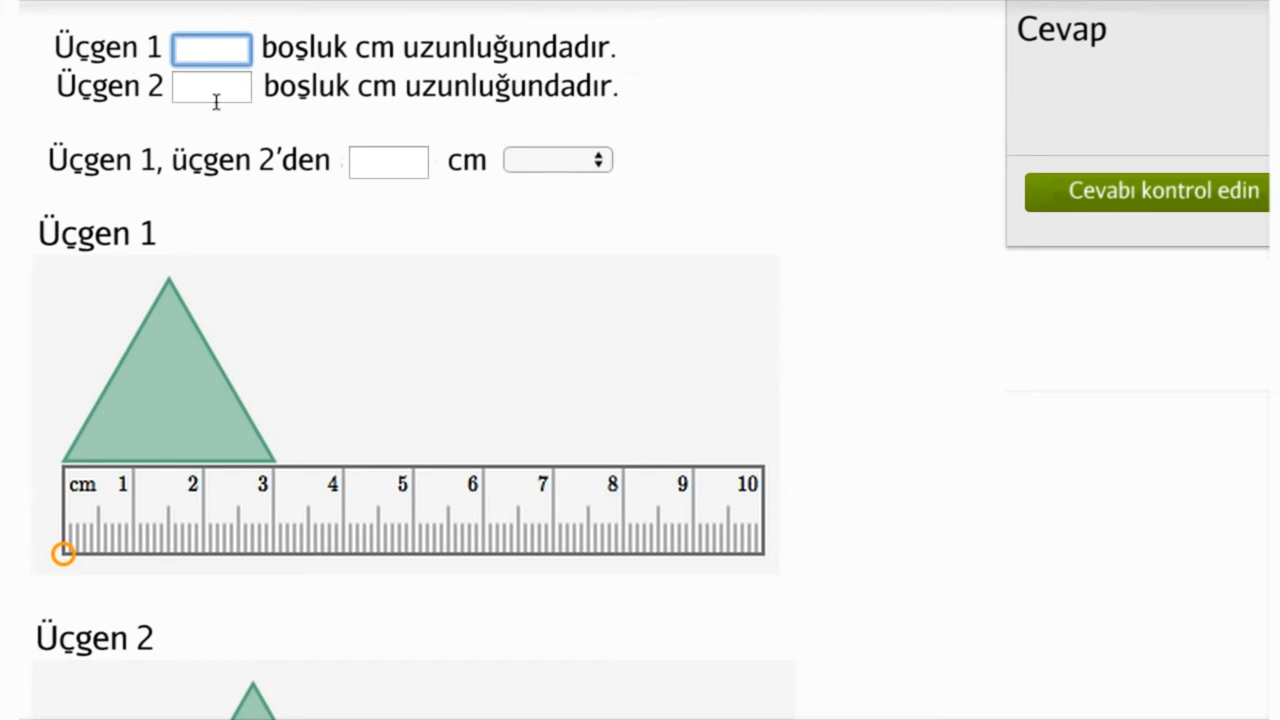 Üçgen 1 boşluk cm uzunluğundadır.
Üçgen 2 boşluk cm uzunluğundadır.
Üçgen 1, üçgen 2'den cm
Cevap
Cevabı kontrol edin
Üçgen 1
cm 1 2 3 4 5 6 7 8 9 10
Üçgen 2